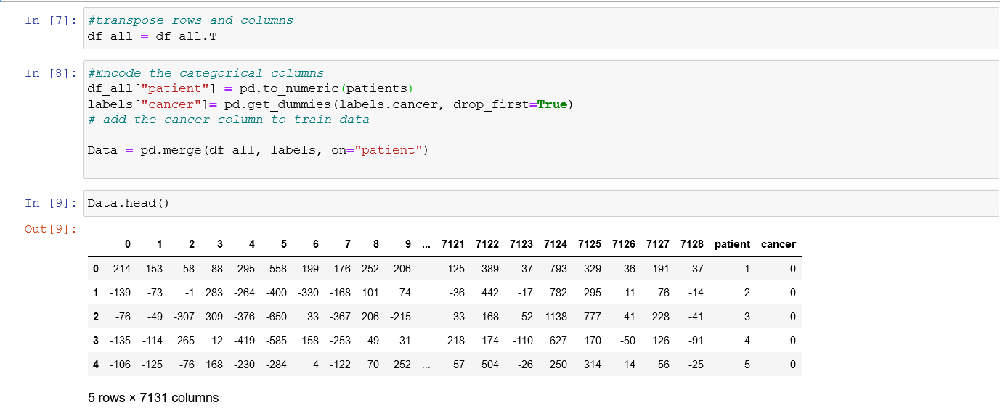 In [7]: #transpose rows and columns
df_all = df_all.T
In [8]: #Encode the categorical columns
df_all["patient"] = pd.to_numeric(patients)
labels["cancer"]= pd.get_dummies(labels.cancer, drop_first=True)
# add the cancer column to train data
Data = pd.merge(df_all, labels, on="patient")
In [9]: Data.head()
Out[9]:
0 1 2 3 4 5 6 7 8 9 ... 7121 7122 7123 7124 7125 7126 7127 7128 patient cancer
0 -214 -153 -58 88 -295 -558 199 -176 252 206 ... -125 389 -37 793 329 36 191 -37 1 0
1 -139 -73 -1 283 -264 -400 -330 -168 101 74 ... -36 442 -17 782 295 11 76 -14 2 0
2 -76 -49 -307 309 -376 -650 33 -367 206 -215 ... 33 168 52 1138 777 41 228 -41 3 0
3 -135 -114 265 12 -419 -585 158 -253 49 31 ... 218 174 -110 627 170 -50 126 -91 4 0
4 -106 -125 -76 168 -230 -284 4 -122 70 252 ... 57 504 -26 250 314 14 56 -25 5 0
5 rows × 7131 columns